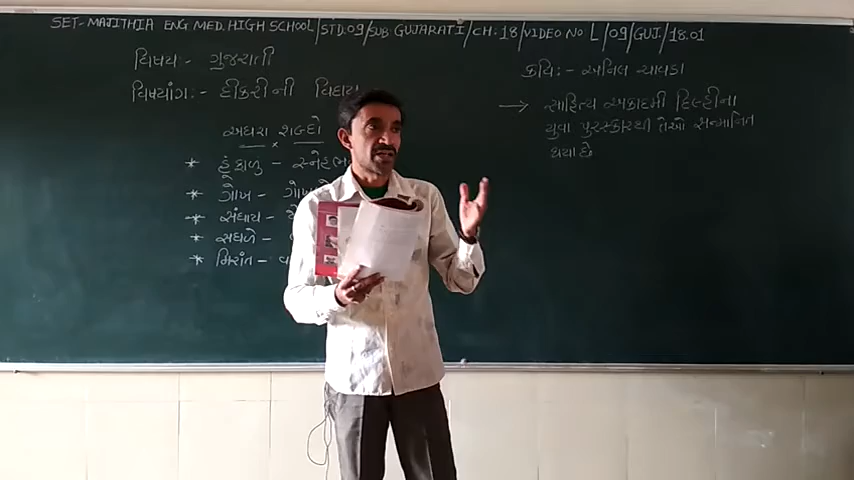 SET-MAJITHIA ENG MED.HIGH SCHOOL/STD.09/SUB GUJARATI/CH.18/VIDEO No L/09/GUJ/18.01
વિષય:- ગુજરાતી
વિષયાંગ:- દીકરીની વિદાય
અઘરા શબ્દો
* હૂંફાળુ - સ્નેહભ
* ગોખ - ગોખ
* સંઘાય -
* સઘળે -
* મિરાંત -
કવિ:- અનિલ ચાવડા
→ સાહિત્ય અકાદમી દિલ્હીના
યુવા પુરસ્કારથી તેઓ સન્માનિત
થયા છે